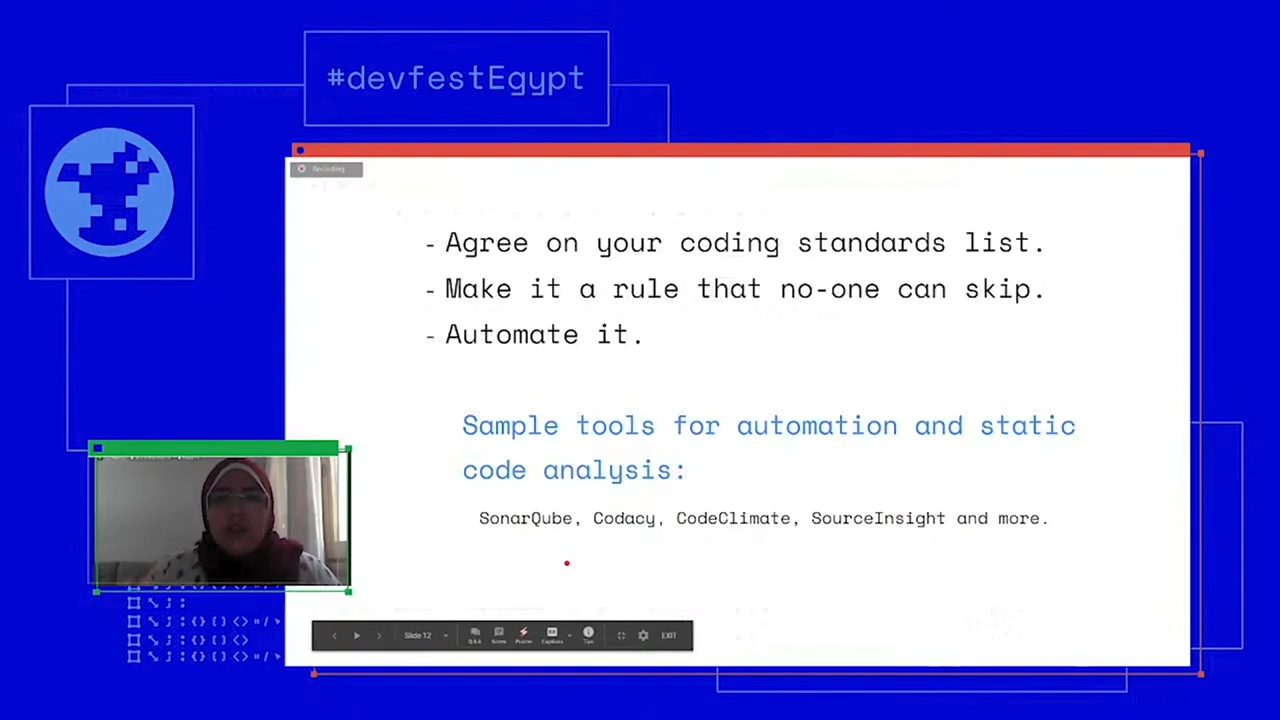 #devfestEgypt
Recording
- Agree on your coding standards list.
- Make it a rule that no-one can skip.
- Automate it.
Sample tools for automation and static
code analysis:
SonarQube, Codacy, CodeClimate, SourceInsight and more.
Slide 12
Q&A
Notes
Pointer
Captions
Tips
EXIT